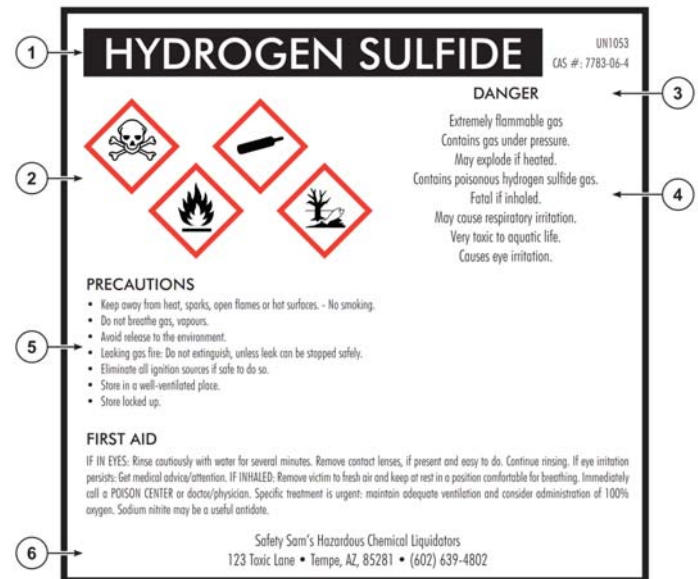 1
HYDROGEN SULFIDE
UN1053
CAS #: 7783-06-4
3
DANGER
2
Extremely flammable gas
Contains gas under pressure.
May explode if heated.
Contains poisonous hydrogen sulfide gas.
4
Fatal if inhaled.
May cause respiratory irritation.
Very toxic to aquatic life.
Causes eye irritation.
PRECAUTIONS
• Keep away from heat, sparks, open flames or hot surfaces. - No smoking.
• Do not breathe gas, vapours.
• Avoid release to the environment.
5
• Leaking gas fire: Do not extinguish, unless leak can be stopped safely.
• Eliminate all ignition sources if safe to do so.
• Store in a well-ventilated place.
• Store locked up.
FIRST AID
IF IN EYES: Rinse cautiously with water for several minutes. Remove contact lenses, if present and easy to do. Continue rinsing. If eye irritation
persists: Get medical advice/attention. IF INHALED: Remove victim to fresh air and keep at rest in a position comfortable for breathing. Immediately
call a POISON CENTER or doctor/physician. Specific treatment is urgent: maintain adequate ventilation and consider administration of 100%
oxygen. Sodium nitrite may be a useful antidote.
6
Safety Sam's Hazardous Chemical Liquidators
123 Toxic Lane • Tempe, AZ, 85281 • (602) 639-4802